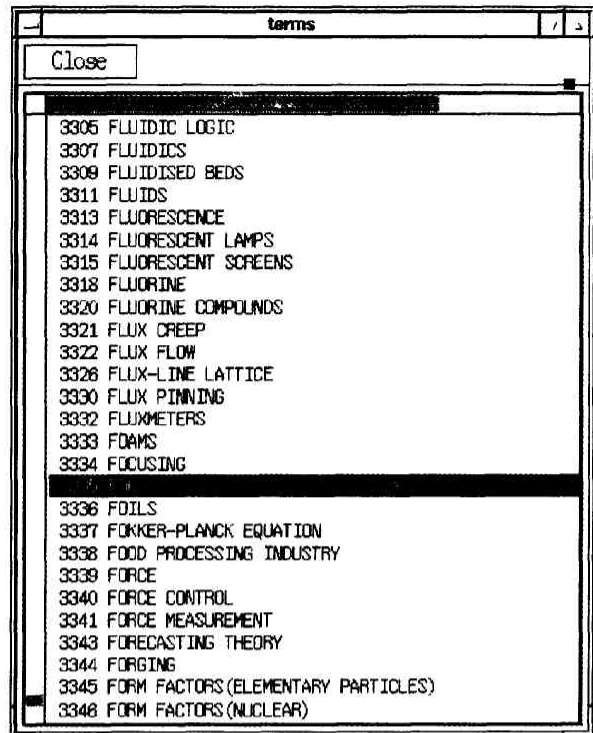 terms
Close
3305 FLUIDIC LOGIC
3307 FLUIDICS
3309 FLUIDISED BEDS
3311 FLUIDS
3313 FLUORESCENCE
3314 FLUORESCENT LAMPS
3315 FLUORESCENT SCREENS
3318 FLUORINE
3320 FLUORINE COMPOUNDS
3321 FLUX CREEP
3322 FLUX FLOW
3326 FLUX-LINE LATTICE
3330 FLUX PINNING
3332 FLUXMETERS
3333 FOAMS
3334 FOCUSING
3336 FOILS
3337 FOKKER-PLANCK EQUATION
3338 FOOD PROCESSING INDUSTRY
3339 FORCE
3340 FORCE CONTROL
3341 FORCE MEASUREMENT
3343 FORECASTING THEORY
3344 FORGING
3345 FORM FACTORS(ELEMENTARY PARTICLES)
3346 FORM FACTORS(NUCLEAR)